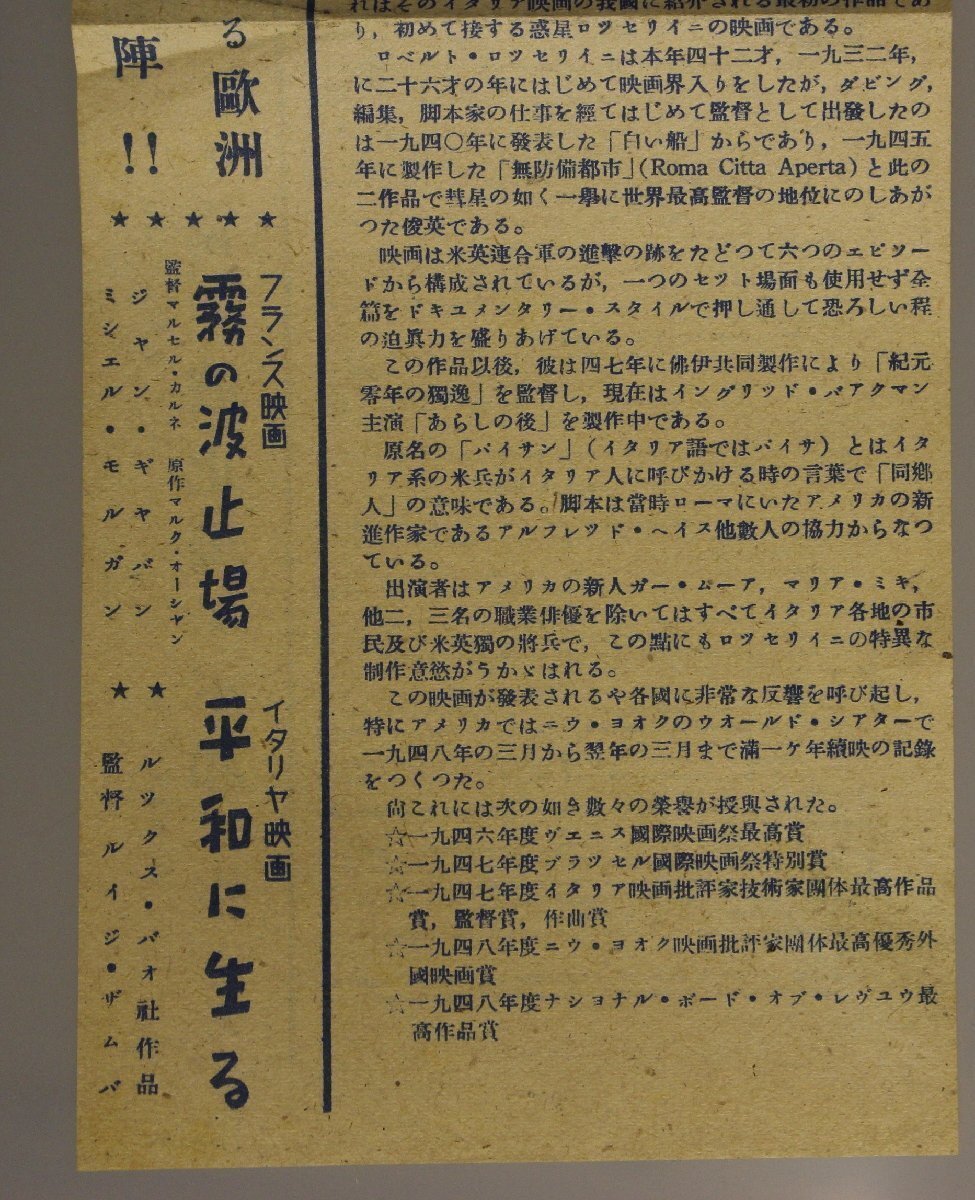 れはそのイタリア映画の我國に紹介される最初の作品であ
り，初めて接する惑星ロツセリイニの映画である。
ロベルト・ロツセリイニは本年四十二才，一九三二年，
に二十六才の年にはじめて映画界入りをしたが，ダビング，
編集，脚本家の仕事を經てはじめて監督として出發したの
は一九四〇年に發表した「白い船」からであり，一九四五
年に製作した「無防備都市」(Roma Citta Aperta)と此の
二作品で彗星の如く一擧に世界最高監督の地位にのしあが
つた俊英である。
映画は米英連合軍の進擊の跡をたどつて六つのエピソー
ドから構成されているが，一つのセツト場面も使用せず全
篇をドキユメンタリー・スタイルで押し通して恐ろしい程
の迫眞力を盛りあげている。
この作品以後，彼は四七年に佛伊共同製作により「紀元
零年の獨逸」を監督し，現在はイングリツド・バアクマン
主演「あらしの後」を製作中である。
原名の「パイサン」（イタリア語ではパイサ）とはイタ
リア系の米兵がイタリア人に呼びかける時の言葉で「同郷
人」の意味である。脚本は當時ローマにいたアメリカの新
進作家であるアルフレツド・ヘイス他數人の協力からなつ
ている。
出演者はアメリカの新人ガー・ムーア，マリア・ミキ，
他二，三名の職業俳優を除いてはすべてイタリア各地の市
民及び米英獨の將兵で，この點にもロツセリイニの特異な
制作意慾がうかゞはれる。
この映画が發表されるや各國に非常な反響を呼び起し，
特にアメリカではニウ・ヨオクのウオールド・シアターで
一九四八年の三月から翌年の三月まで滿一ケ年續映の記錄
をつくつた。
尙これには次の如き數々の榮譽が授與された。
☆一九四六年度ヴエニス國際映画祭最高賞
☆一九四七年度ブラツセル國際映画祭特別賞
☆一九四七年度イタリア映画批評家技術家團体最高作品
賞，監督賞，作曲賞
☆一九四八年度ニウ・ヨオク映画批評家團体最高優秀外
國映画賞
☆一九四八年度ナシヨナル・ボード・オブ・レヴユウ最
高作品賞
る歐洲
陣!!
★★★★★
フランス映画
霧の波止場
監督マルセル・カルネ 原作マルク・オーシャン
ジャン・ギャバン
ミシエル・モルガン
★★
イタリヤ映画
平和に生る
ルツクス・パオ社作品
監督ルイジ・ザムパ